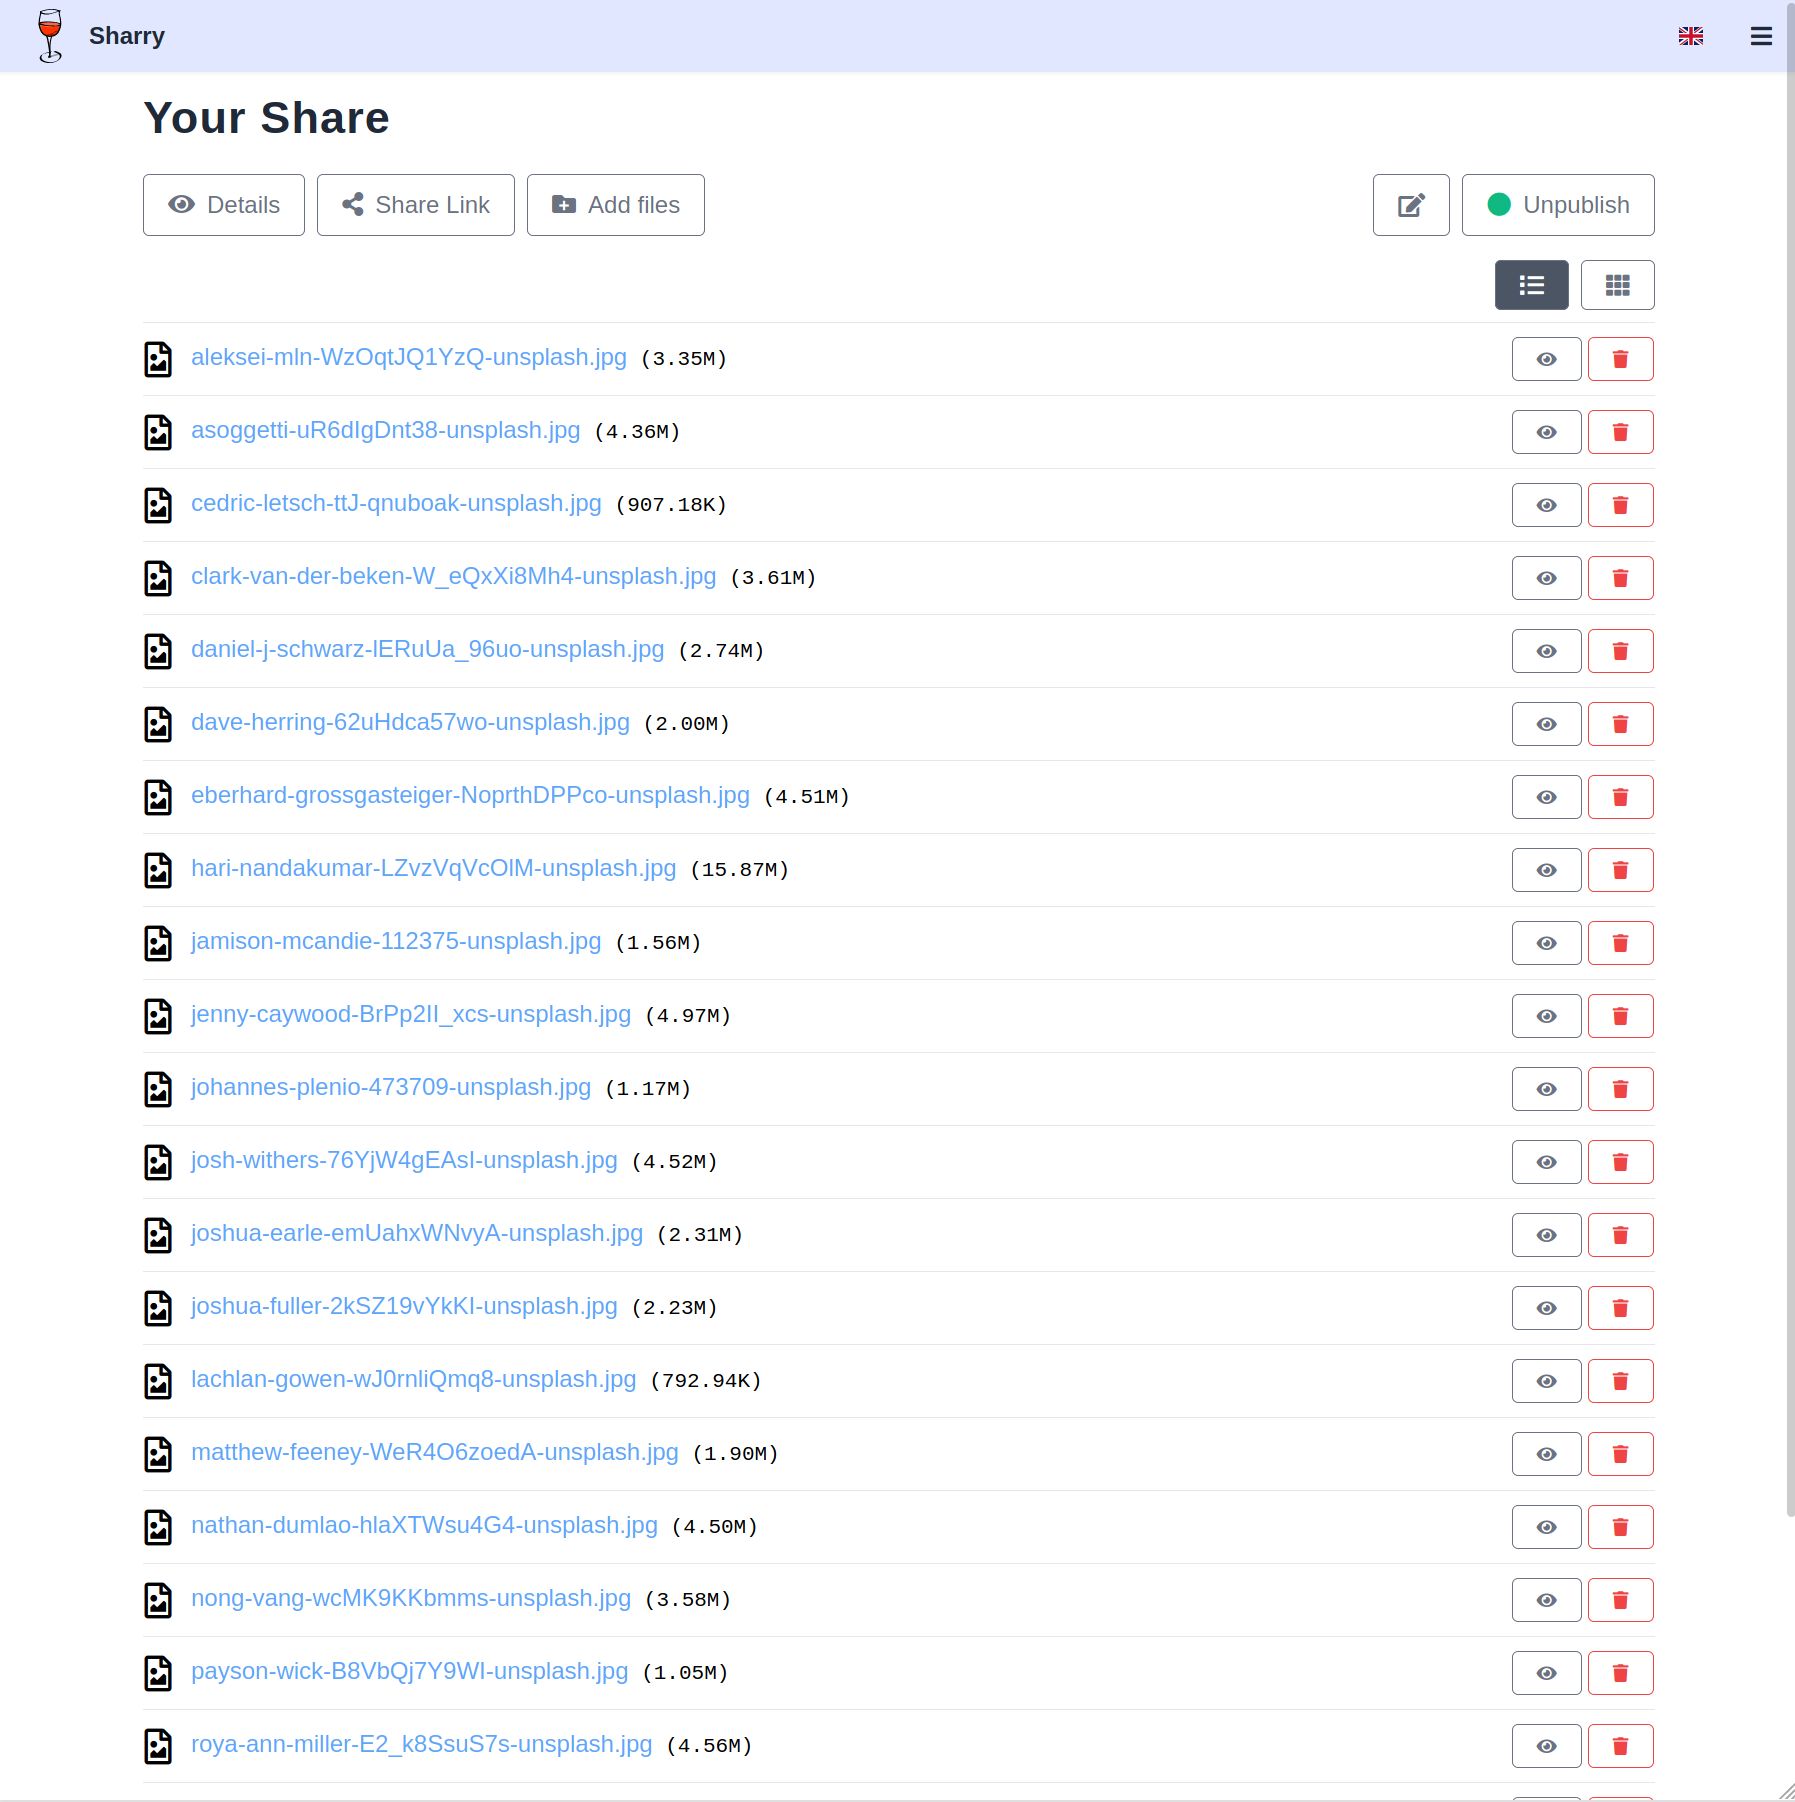 Sharry
Your Share
Details Share Link Add files Unpublish
aleksei-mln-WzOqtJQ1YzQ-unsplash.jpg (3.35M)
asoggetti-uR6dIgDnt38-unsplash.jpg (4.36M)
cedric-letsch-ttJ-qnuboak-unsplash.jpg (907.18K)
clark-van-der-beken-W_eQxXi8Mh4-unsplash.jpg (3.61M)
daniel-j-schwarz-lERuUa_96uo-unsplash.jpg (2.74M)
dave-herring-62uHdca57wo-unsplash.jpg (2.00M)
eberhard-grossgasteiger-NoprthDPPco-unsplash.jpg (4.51M)
hari-nandakumar-LZvzVqVcOlM-unsplash.jpg (15.87M)
jamison-mcandie-112375-unsplash.jpg (1.56M)
jenny-caywood-BrPp2II_xcs-unsplash.jpg (4.97M)
johannes-plenio-473709-unsplash.jpg (1.17M)
josh-withers-76YjW4gEAsI-unsplash.jpg (4.52M)
joshua-earle-emUahxWNvyA-unsplash.jpg (2.31M)
joshua-fuller-2kSZ19vYkKI-unsplash.jpg (2.23M)
lachlan-gowen-wJ0rnliQmq8-unsplash.jpg (792.94K)
matthew-feeney-WeR4O6zoedA-unsplash.jpg (1.90M)
nathan-dumlao-hlaXTWsu4G4-unsplash.jpg (4.50M)
nong-vang-wcMK9KKbmms-unsplash.jpg (3.58M)
payson-wick-B8VbQj7Y9WI-unsplash.jpg (1.05M)
roya-ann-miller-E2_k8SsuS7s-unsplash.jpg (4.56M)